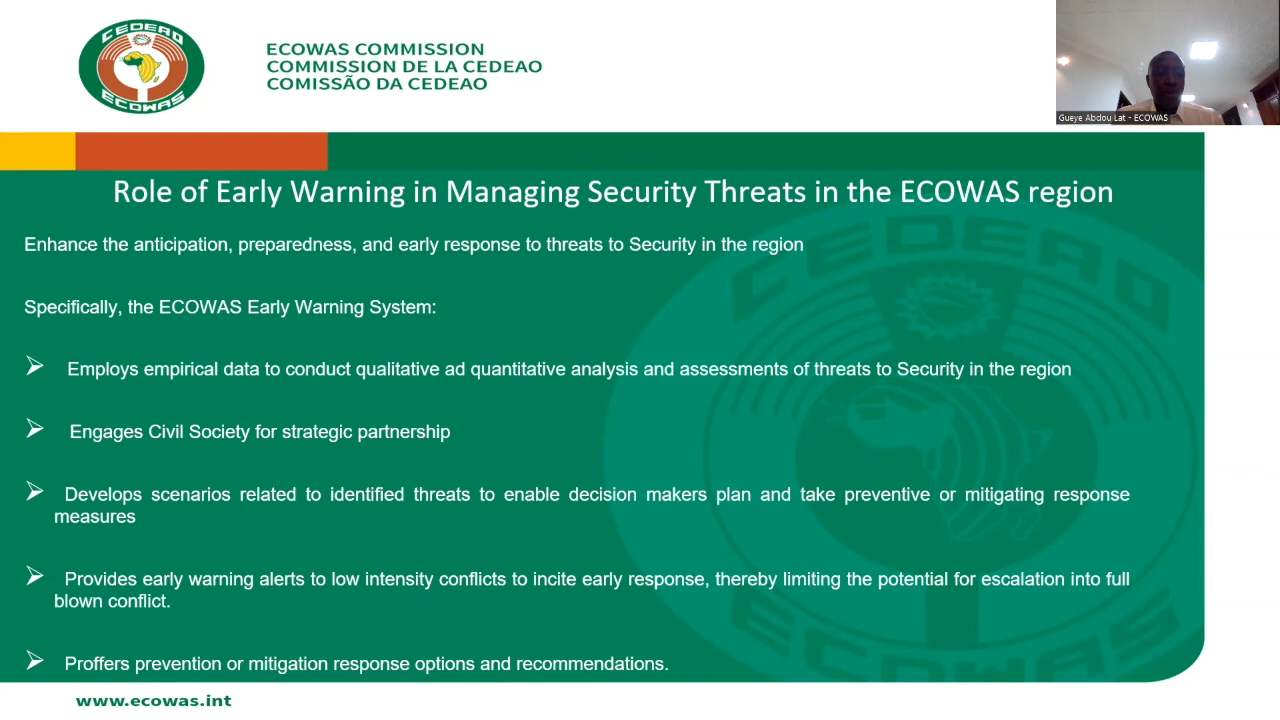 CEDEAO
ECOWAS
ECOWAS COMMISSION
COMMISSION DE LA CEDEAO
COMISSÃO DA CEDEAO
Gueye Abdou Lat - ECOWAS
Role of Early Warning in Managing Security Threats in the ECOWAS region
Enhance the anticipation, preparedness, and early response to threats to Security in the region
Specifically, the ECOWAS Early Warning System:
Employs empirical data to conduct qualitative ad quantitative analysis and assessments of threats to Security in the region
Engages Civil Society for strategic partnership
Develops scenarios related to identified threats to enable decision makers plan and take preventive or mitigating response
measures
Provides early warning alerts to low intensity conflicts to incite early response, thereby limiting the potential for escalation into full
blown conflict.
Proffers prevention or mitigation response options and recommendations.
CEDEAO
ECOWAS
www.ecowas.int